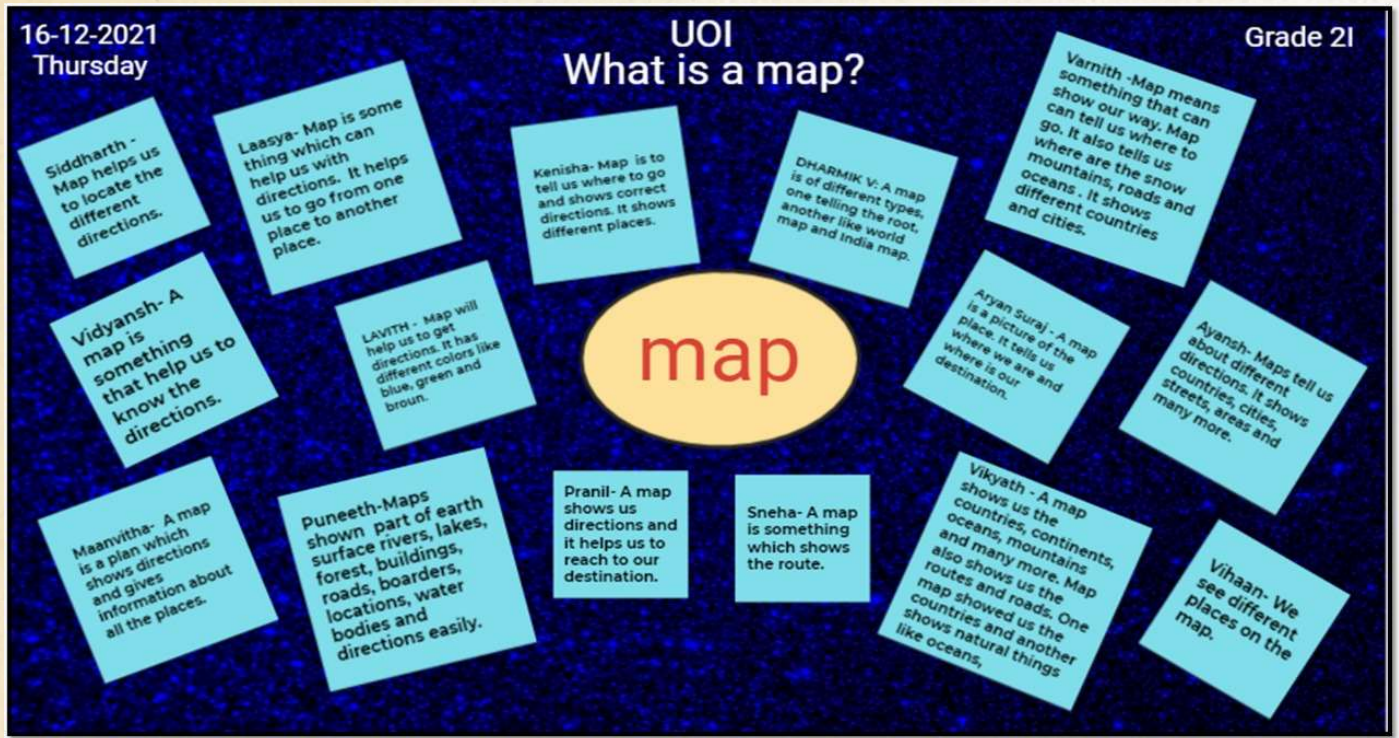 16-12-2021
Thursday
UOI
What is a map?
Grade 2I
Siddharth -
Map helps us
to locate the
different
directions.
Laasya- Map is some
thing which can
help us with
directions. It helps
us to go from one
place to another
place.
Kenisha- Map is to
tell us where to go
and shows correct
directions. It shows
different places.
DHARMIK V: A map
is of different types,
one telling the root,
another like world
map and India map.
Varnith -Map means
something that can
show our way. Map
can tell us where to
go. It also tells us
where are the snow
mountains, roads and
oceans . It shows
different countries
and cities.
Vidyansh- A
map is
something
that help us to
know the
directions.
LAVITH - Map will
help us to get
directions. It has
different colors like
blue, green and
broun.
map
Aryan Suraj - A map
is a picture of the
place. It tells us
where we are and
where is our
destination.
Ayansh- Maps tell us
about different
directions. It shows
countries, cities,
streets, areas and
many more.
Maanvitha- A map
is a plan which
shows directions
and gives
information about
all the places.
Puneeth-Maps
shown part of earth
surface rivers, lakes,
forest, buildings,
roads, boarders,
locations, water
bodies and
directions easily.
Pranil- A map
shows us
directions and
it helps us to
reach to our
destination.
Sneha- A map
is something
which shows
the route.
Vikyath - A map
shows us the
countries, continents,
oceans, mountains
and many more. Map
also shows us the
routes and roads. One
map showed us the
countries and another
shows natural things
like oceans,
Vihaan- We
see different
places on the
map.